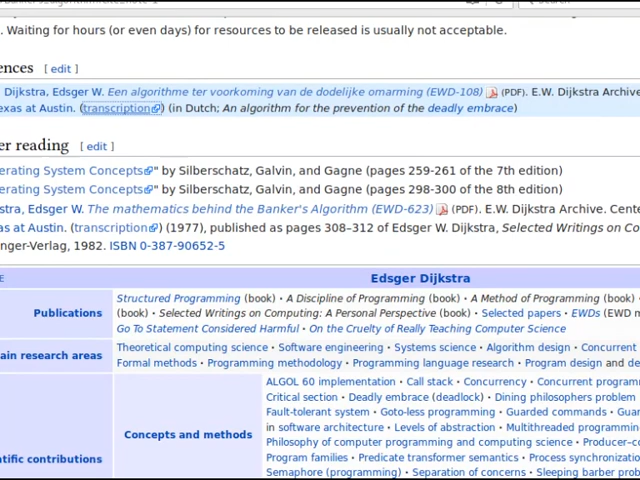 . Waiting for hours (or even days) for resources to be released is usually not acceptable.
ences [ edit ]
Dijkstra, Edsger W. Een algorithme ter voorkoming van de dodelijke omarming (EWD-108) (PDF). E.W. Dijkstra Archive
exas at Austin. (transcription) (in Dutch; An algorithm for the prevention of the deadly embrace)
er reading [ edit ]
erating System Concepts" by Silberschatz, Galvin, and Gagne (pages 259-261 of the 7th edition)
erating System Concepts" by Silberschatz, Galvin, and Gagne (pages 298-300 of the 8th edition)
stra, Edsger W. The mathematics behind the Banker's Algorithm (EWD-623) (PDF). E.W. Dijkstra Archive. Cente
as at Austin. (transcription) (1977), published as pages 308–312 of Edsger W. Dijkstra, Selected Writings on Co
nger-Verlag, 1982. ISBN 0-387-90652-5
E Edsger Dijkstra
Publications
Structured Programming (book) • A Discipline of Programming (book) • A Method of Programming (book) •
(book) • Selected Writings on Computing: A Personal Perspective (book) • Selected papers • EWDs (EWD m
Go To Statement Considered Harmful • On the Cruelty of Really Teaching Computer Science
ain research areas
Theoretical computing science • Software engineering • Systems science • Algorithm design • Concurrent
Formal methods • Programming methodology • Programming language research • Program design and de
ntific contributions
Concepts and methods
ALGOL 60 implementation • Call stack • Concurrency • Concurrent programm
Critical section • Deadly embrace (deadlock) • Dining philosophers problem
Fault-tolerant system • Goto-less programming • Guarded commands • Guar
in software architecture • Levels of abstraction • Multithreaded programmin
Philosophy of computer programming and computing science • Producer–co
Program families • Predicate transformer semantics • Process synchronizatio
Semaphore (programming) • Separation of concerns • Sleeping barber prob